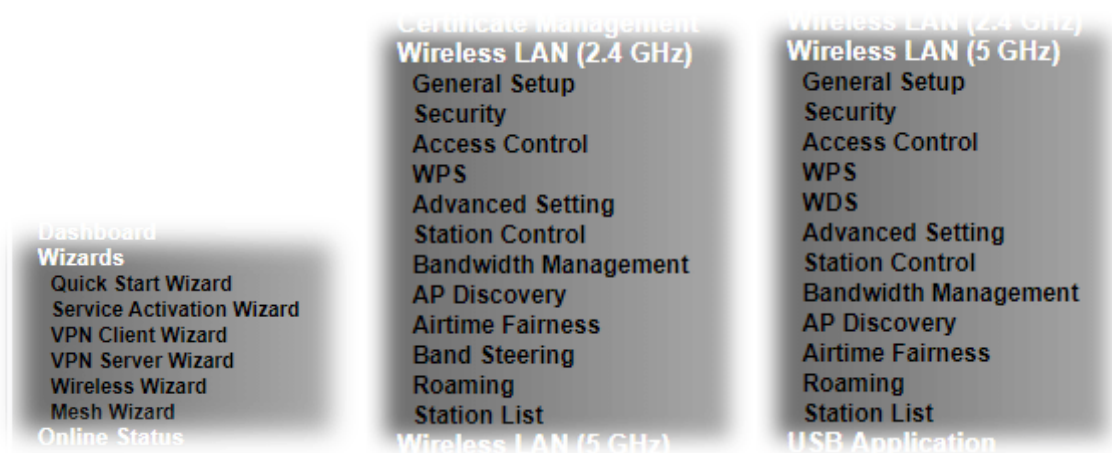 Dashboard
Wizards
Quick Start Wizard
Service Activation Wizard
VPN Client Wizard
VPN Server Wizard
Wireless Wizard
Mesh Wizard
Online Status
Certificate Management
Wireless LAN (2.4 GHz)
General Setup
Security
Access Control
WPS
Advanced Setting
Station Control
Bandwidth Management
AP Discovery
Airtime Fairness
Band Steering
Roaming
Station List
Wireless LAN (5 GHz)
Wireless LAN (2.4 GHz)
Wireless LAN (5 GHz)
General Setup
Security
Access Control
WPS
WDS
Advanced Setting
Station Control
Bandwidth Management
AP Discovery
Airtime Fairness
Roaming
Station List
USB Application